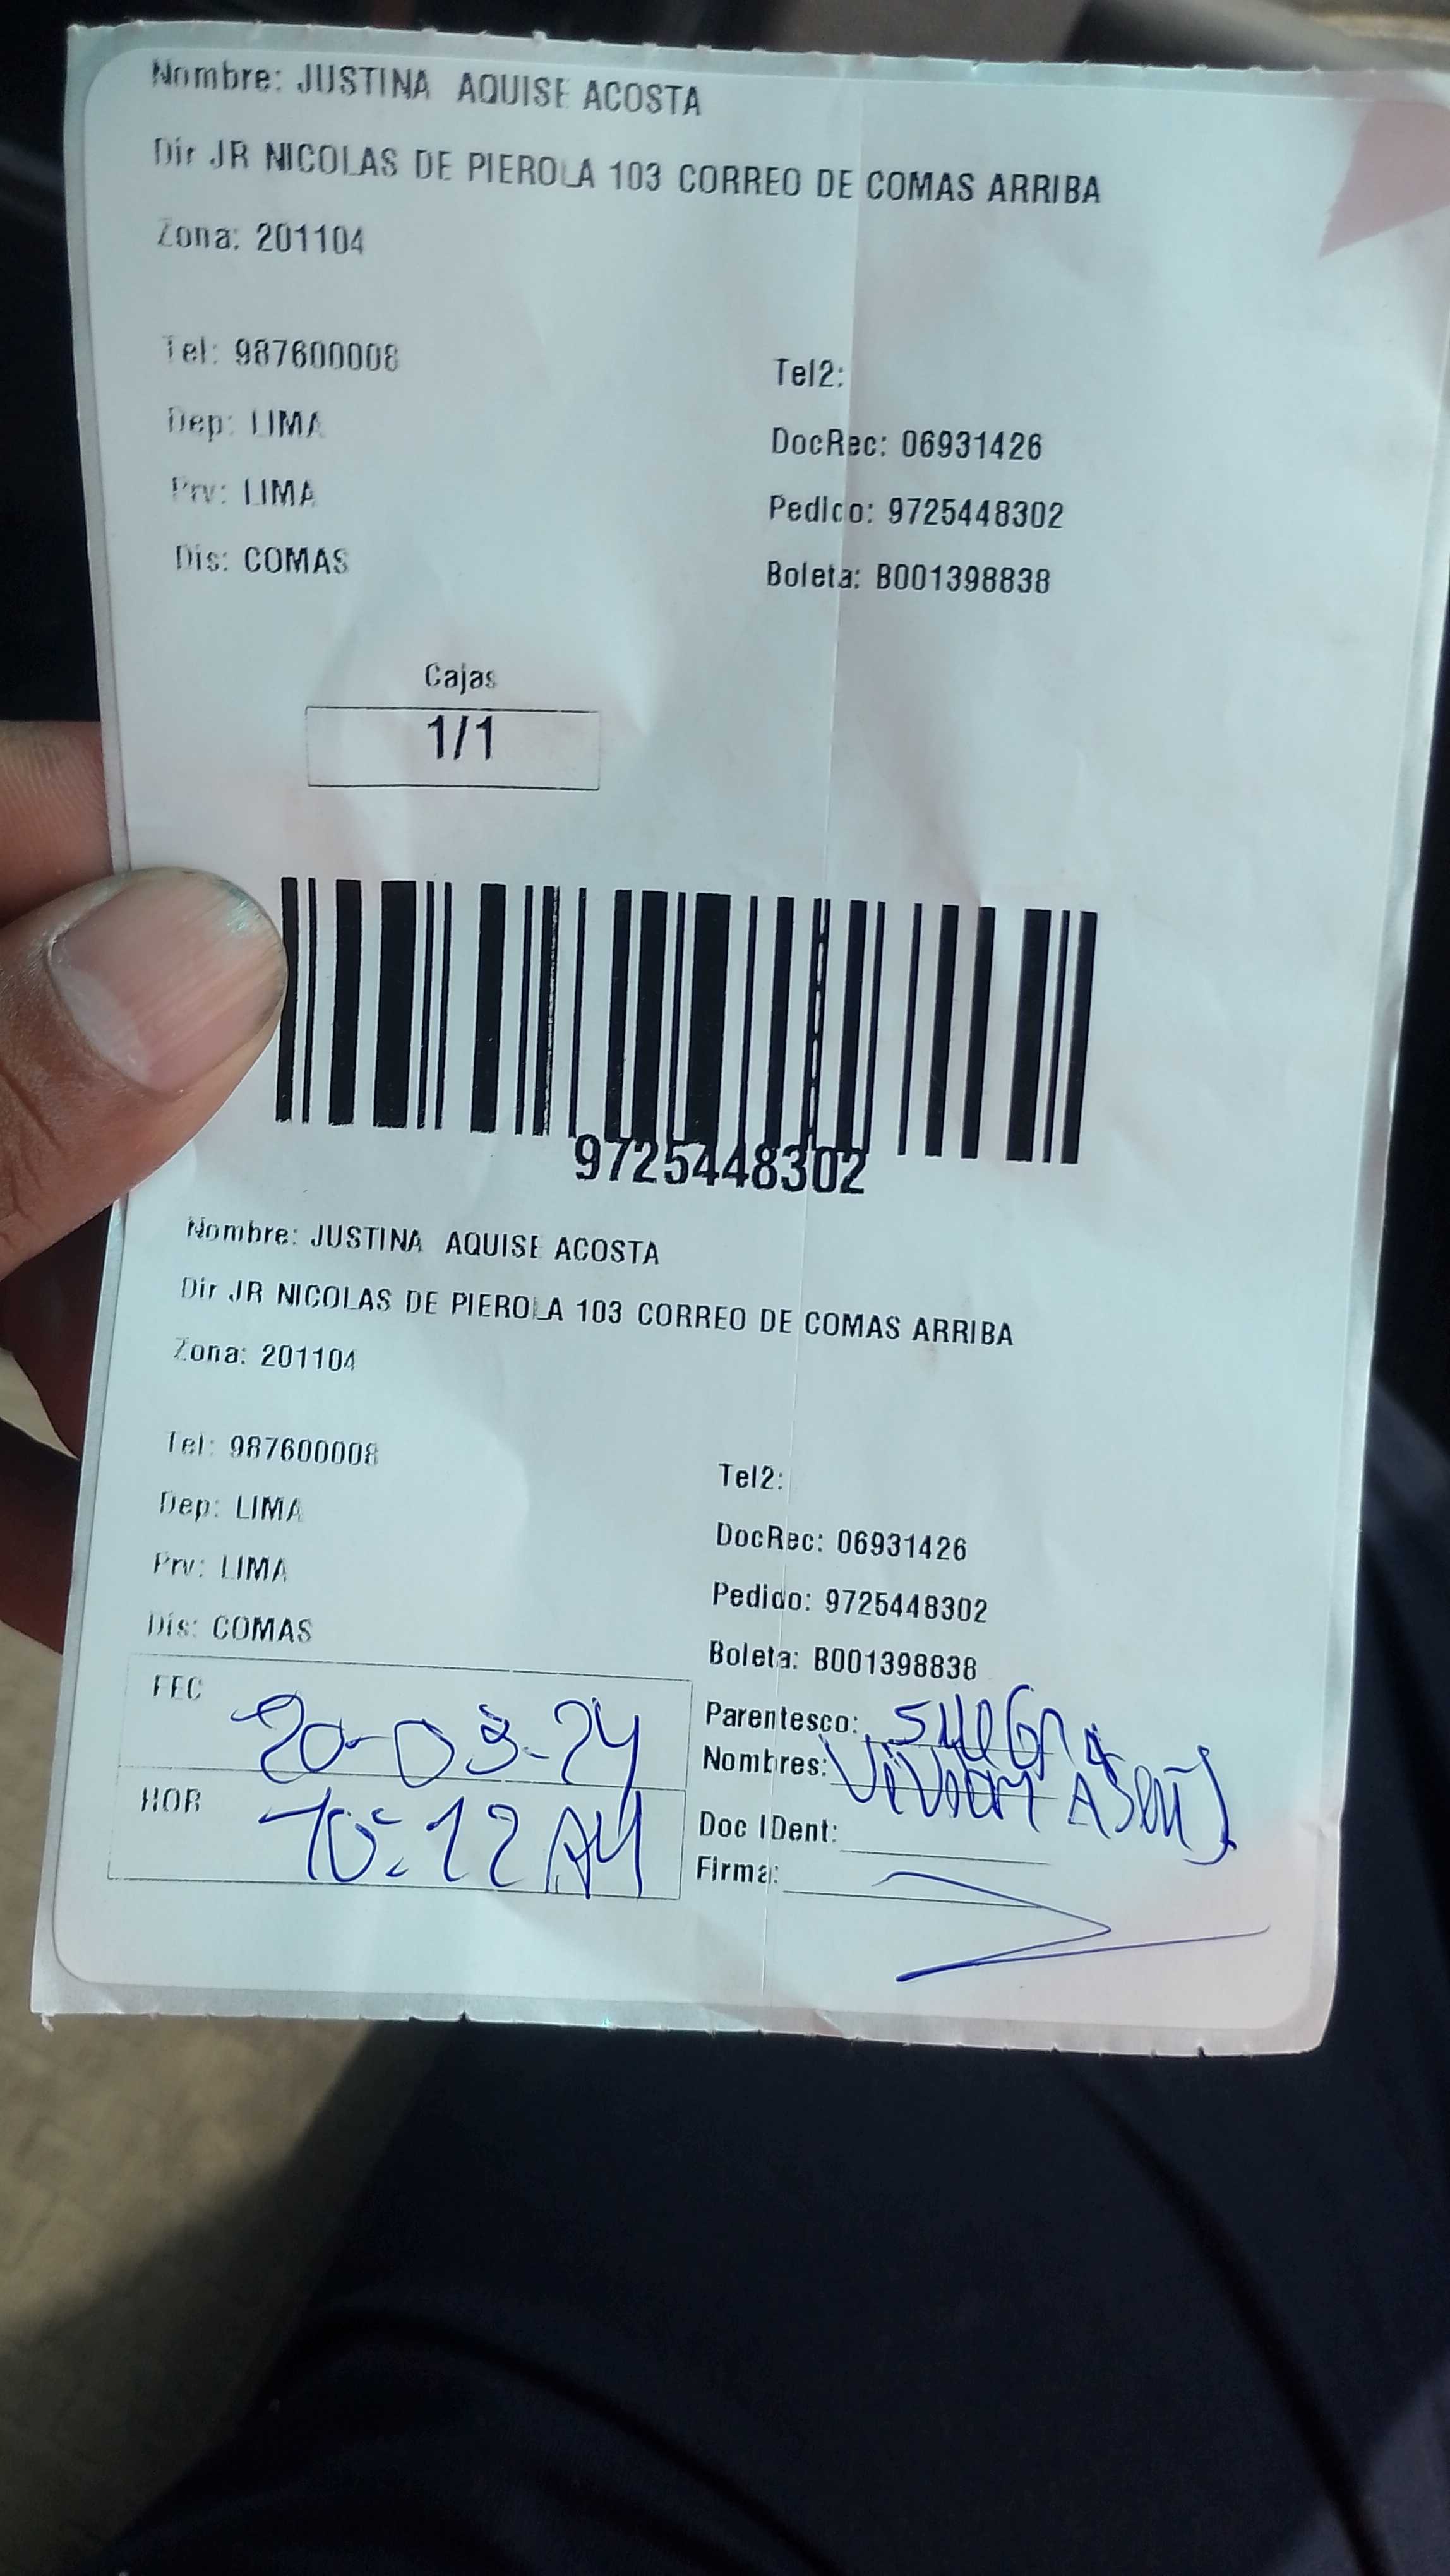 Nombre: JUSTINA AQUISE ACOSTA
Dir JR NICOLAS DE PIEROLA 103 CORREO DE COMAS ARRIBA
Zona: 201104
Tel: 987600008
Tel2:
Dep: LIMA
DocRec: 06931426
Prv: LIMA
Pedido: 9725448302
Dis: COMAS
Boleta: B001398838
Cajas
1/1
9725448302
Nombre: JUSTINA AQUISE ACOSTA
Dir JR NICOLAS DE PIEROLA 103 CORREO DE COMAS ARRIBA
Zona: 201104
Tel: 987600008
Tel2:
Dep: LIMA
DocRec: 06931426
Prv: LIMA
Pedido: 9725448302
Dis: COMAS
Boleta: B001398838
FEC 20-03-24
Parentesco: suegra
Nombres:
HOR 10:12 AM
Doc IDent:
Firma: